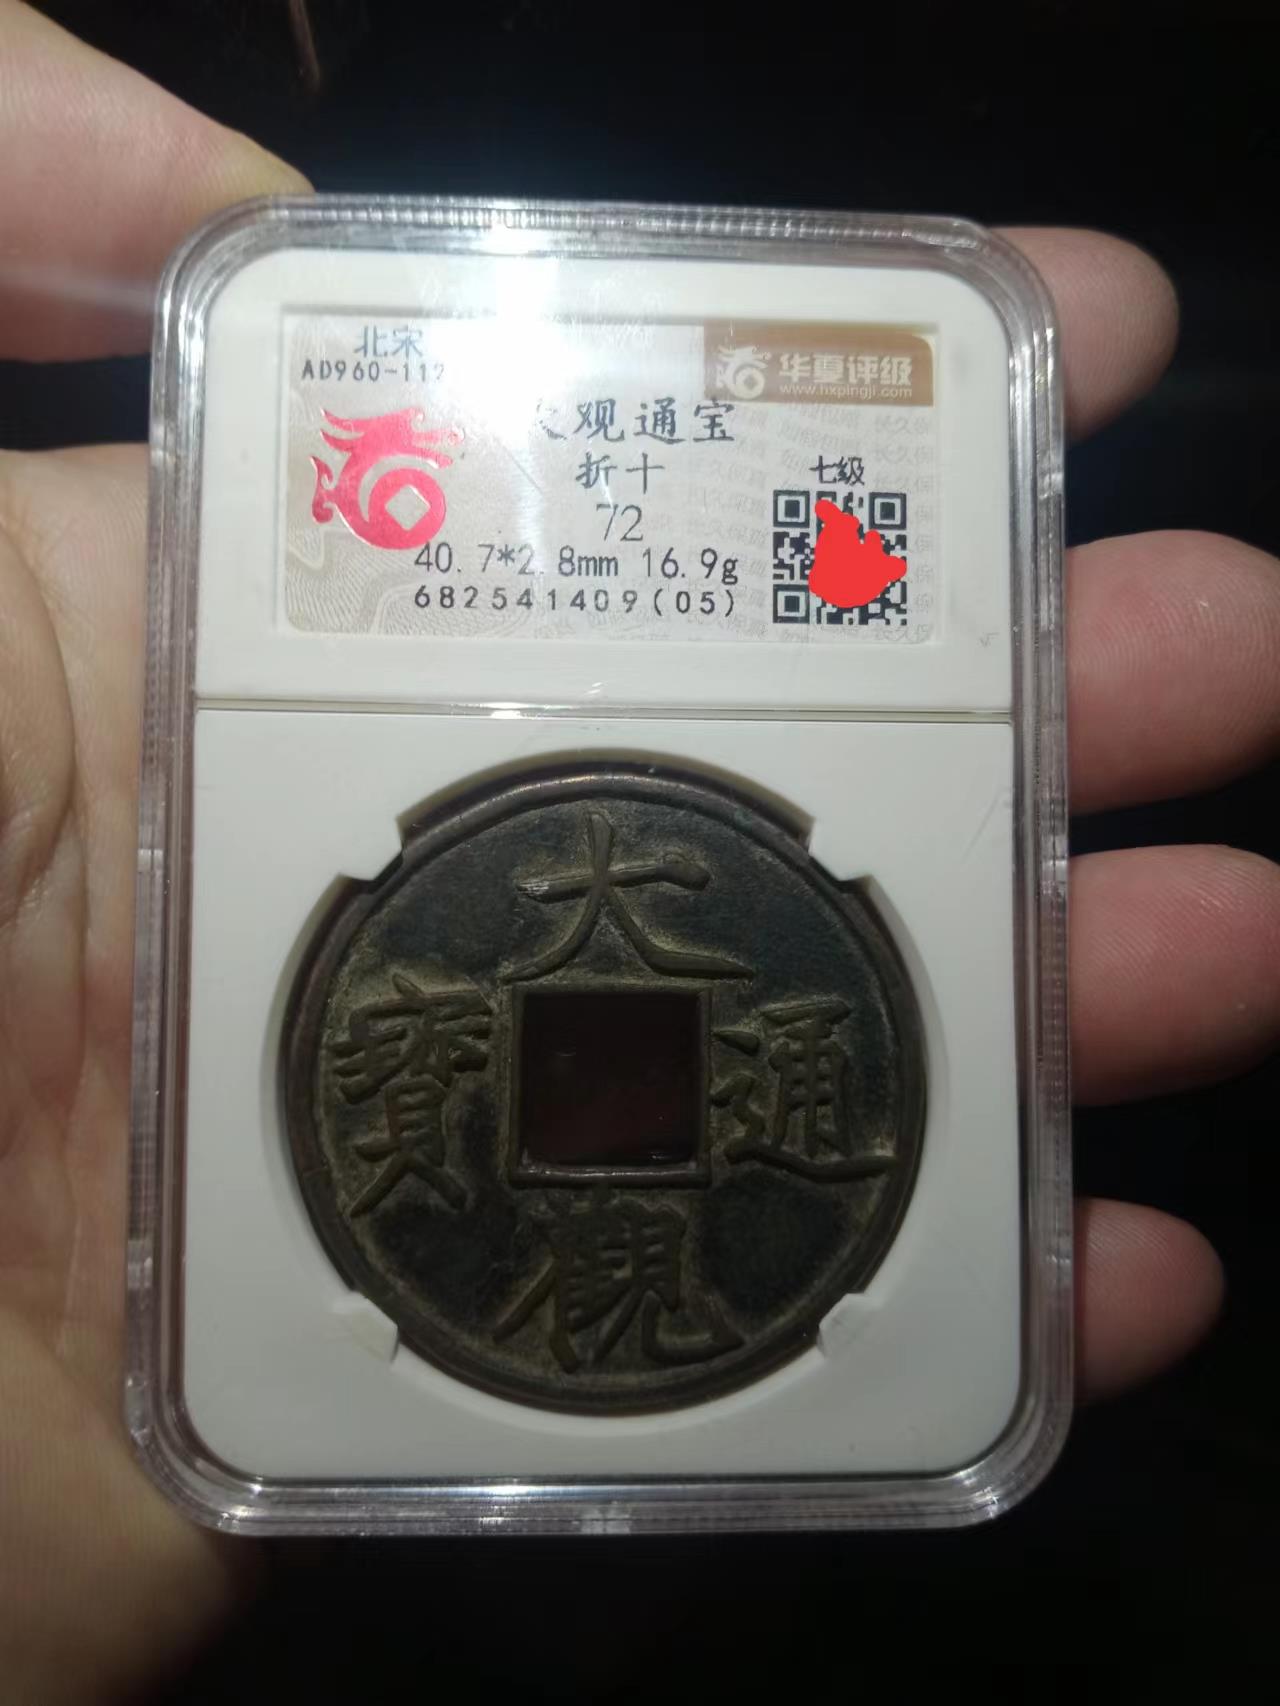 北宋
AD960-112
华夏评级
www.hxpingji.com
观通宝
折十
七级
72
40.7*2.8mm 16.9g
682541409(05)
大
寶 通
觀